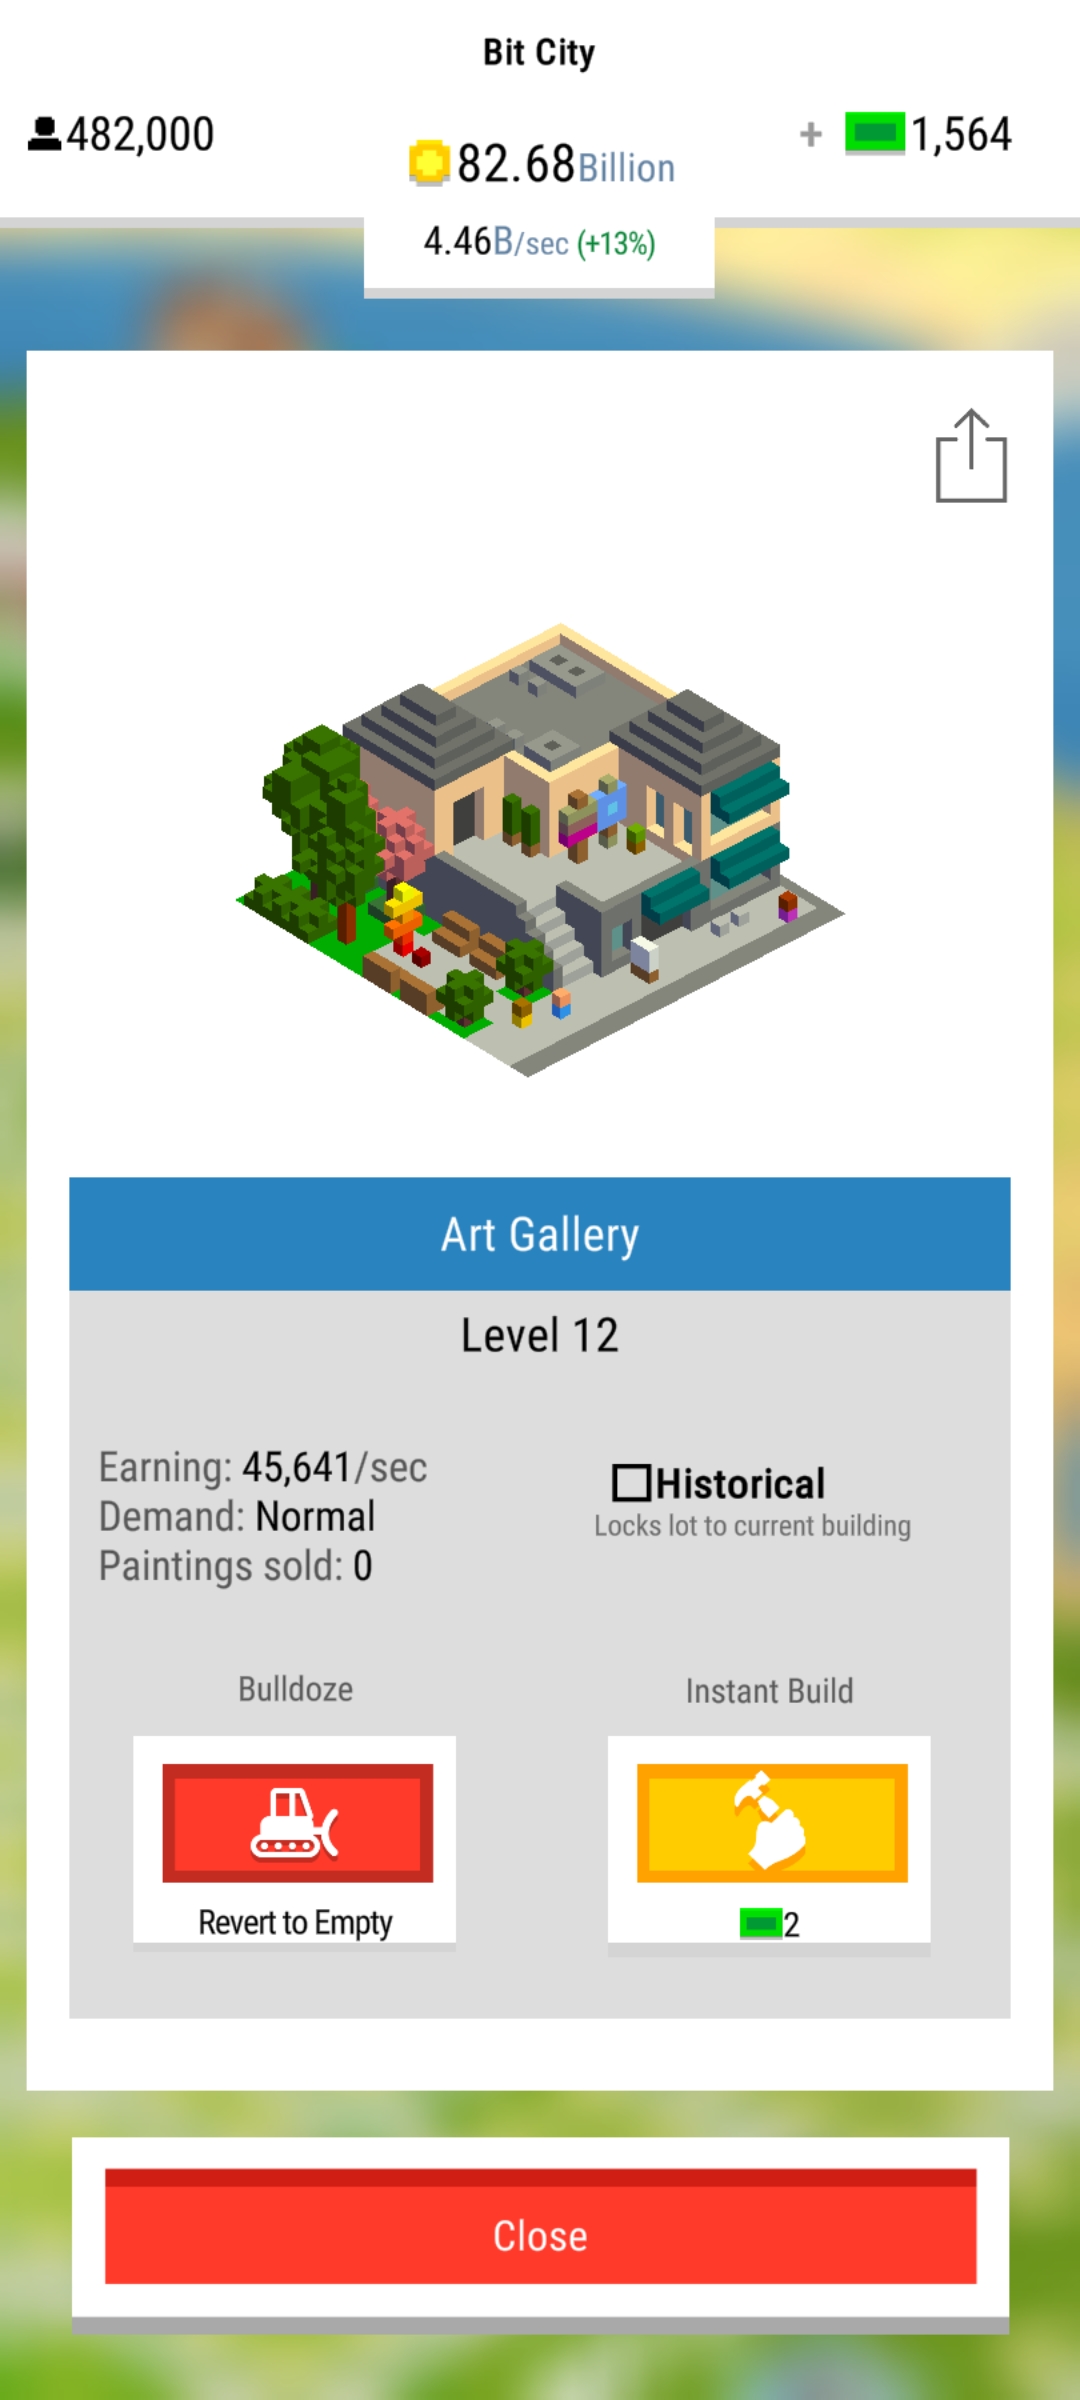 Bit City
482,000
82.68Billion
+ 1,564
4.46B/sec (+13%)
Art Gallery
Level 12
Earning: 45,641/sec
Demand: Normal
Paintings sold: 0
Historical
Locks lot to current building
Bulldoze
Instant Build
Revert to Empty
2
Close